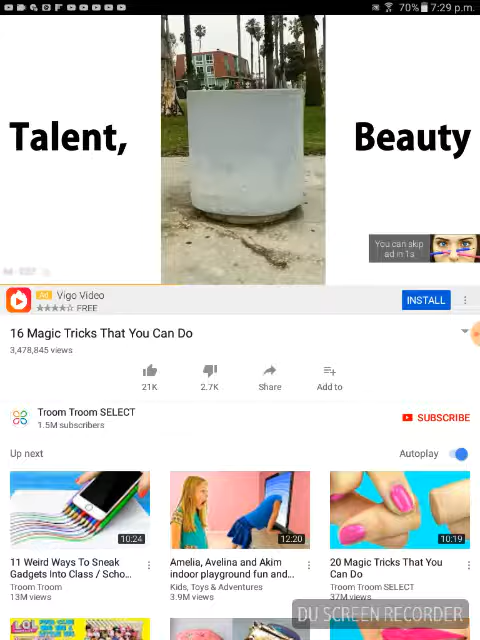 70% 7:29 p.m.
Talent,
Beauty
You can skip
ad in 1s
Ad
Vigo Video
FREE
INSTALL
16 Magic Tricks That You Can Do
3,478,845 views
21K
2.7K
Share
Add to
Troom Troom SELECT
1.5M subscribers
SUBSCRIBE
Up next
Autoplay
10:24
12:20
10:19
11 Weird Ways To Sneak
Gadgets Into Class / Scho...
Troom Troom
13M views
Amelia, Avelina and Akim
indoor playground fun and...
Kids, Toys & Adventures
3.9M views
20 Magic Tricks That You
Can Do
Troom Troom SELECT
37M views
DU SCREEN RECORDER